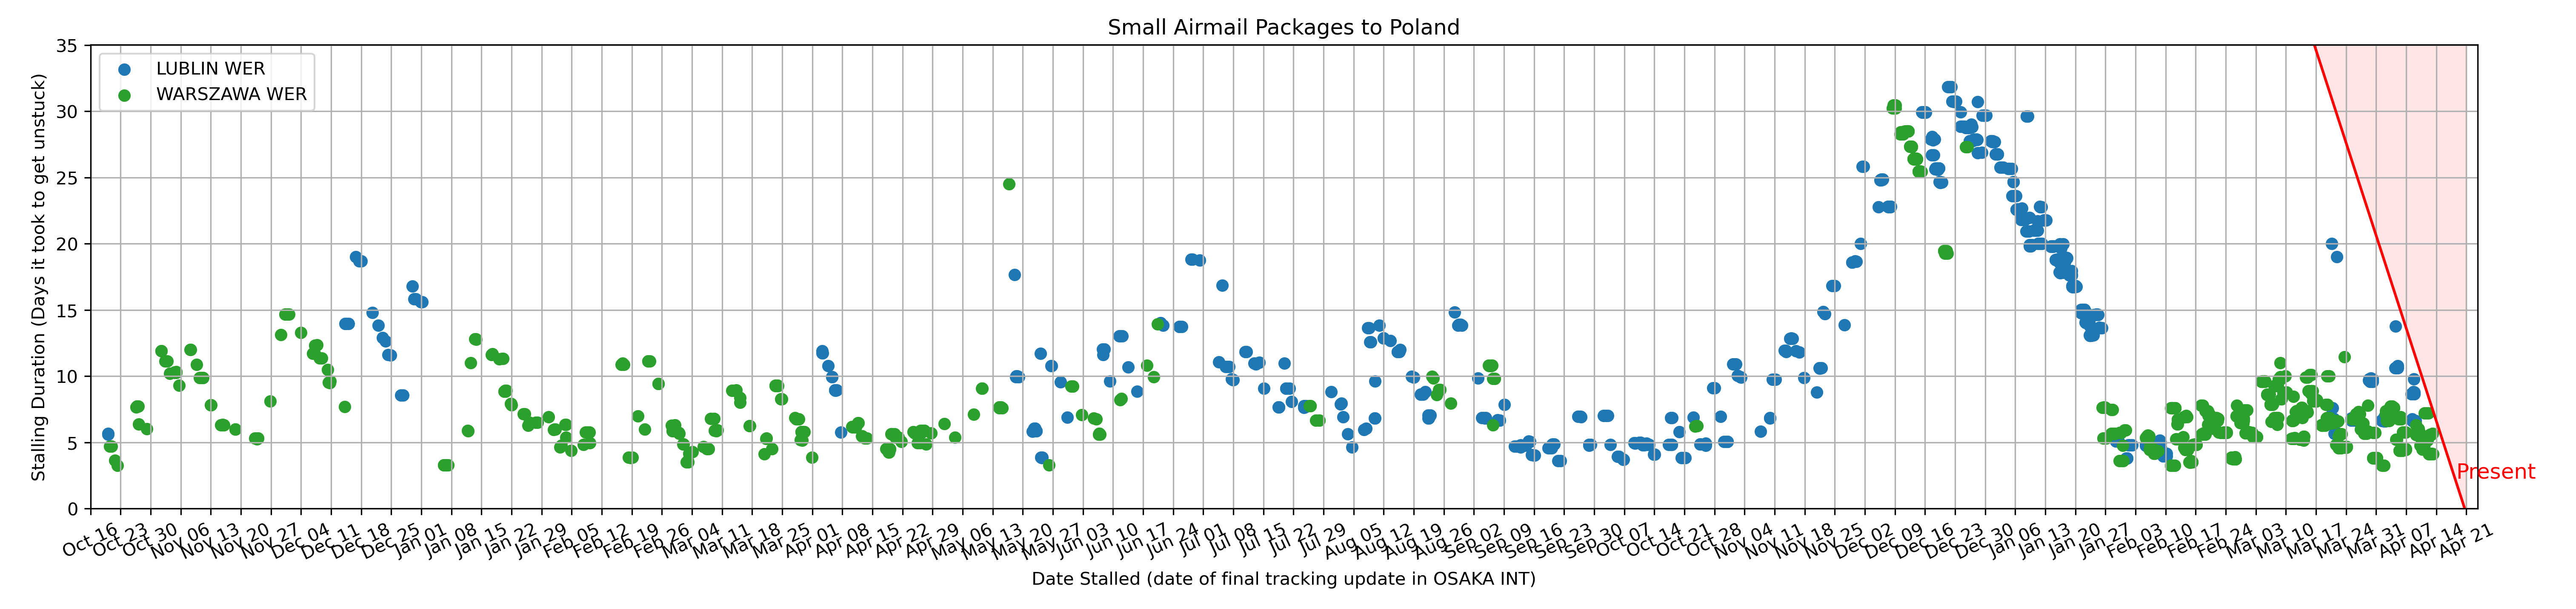 Small Airmail Packages to Poland
LUBLIN WER
WARSZAWA WER
Stalling Duration (Days it took to get unstuck)
35
30
25
20
15
10
5
0
Present
Oct 16
Oct 23
Oct 30
Nov 06
Nov 13
Nov 20
Nov 27
Dec 04
Dec 11
Dec 18
Dec 25
Jan 01
Jan 08
Jan 15
Jan 22
Jan 29
Feb 05
Feb 12
Feb 19
Feb 26
Mar 04
Mar 11
Mar 18
Mar 25
Apr 01
Apr 08
Apr 15
Apr 22
Apr 29
May 06
May 13
May 20
May 27
Jun 03
Jun 10
Jun 17
Jun 24
Jul 01
Jul 08
Jul 15
Jul 22
Jul 29
Aug 05
Aug 12
Aug 19
Aug 26
Sep 02
Sep 09
Sep 16
Sep 23
Sep 30
Oct 07
Oct 14
Oct 21
Oct 28
Nov 04
Nov 11
Nov 18
Nov 25
Dec 02
Dec 09
Dec 16
Dec 23
Dec 30
Jan 06
Jan 13
Jan 20
Jan 27
Feb 03
Feb 10
Feb 17
Feb 24
Mar 03
Mar 10
Mar 17
Mar 24
Mar 31
Apr 07
Apr 14
Apr 21
Date Stalled (date of final tracking update in OSAKA INT)